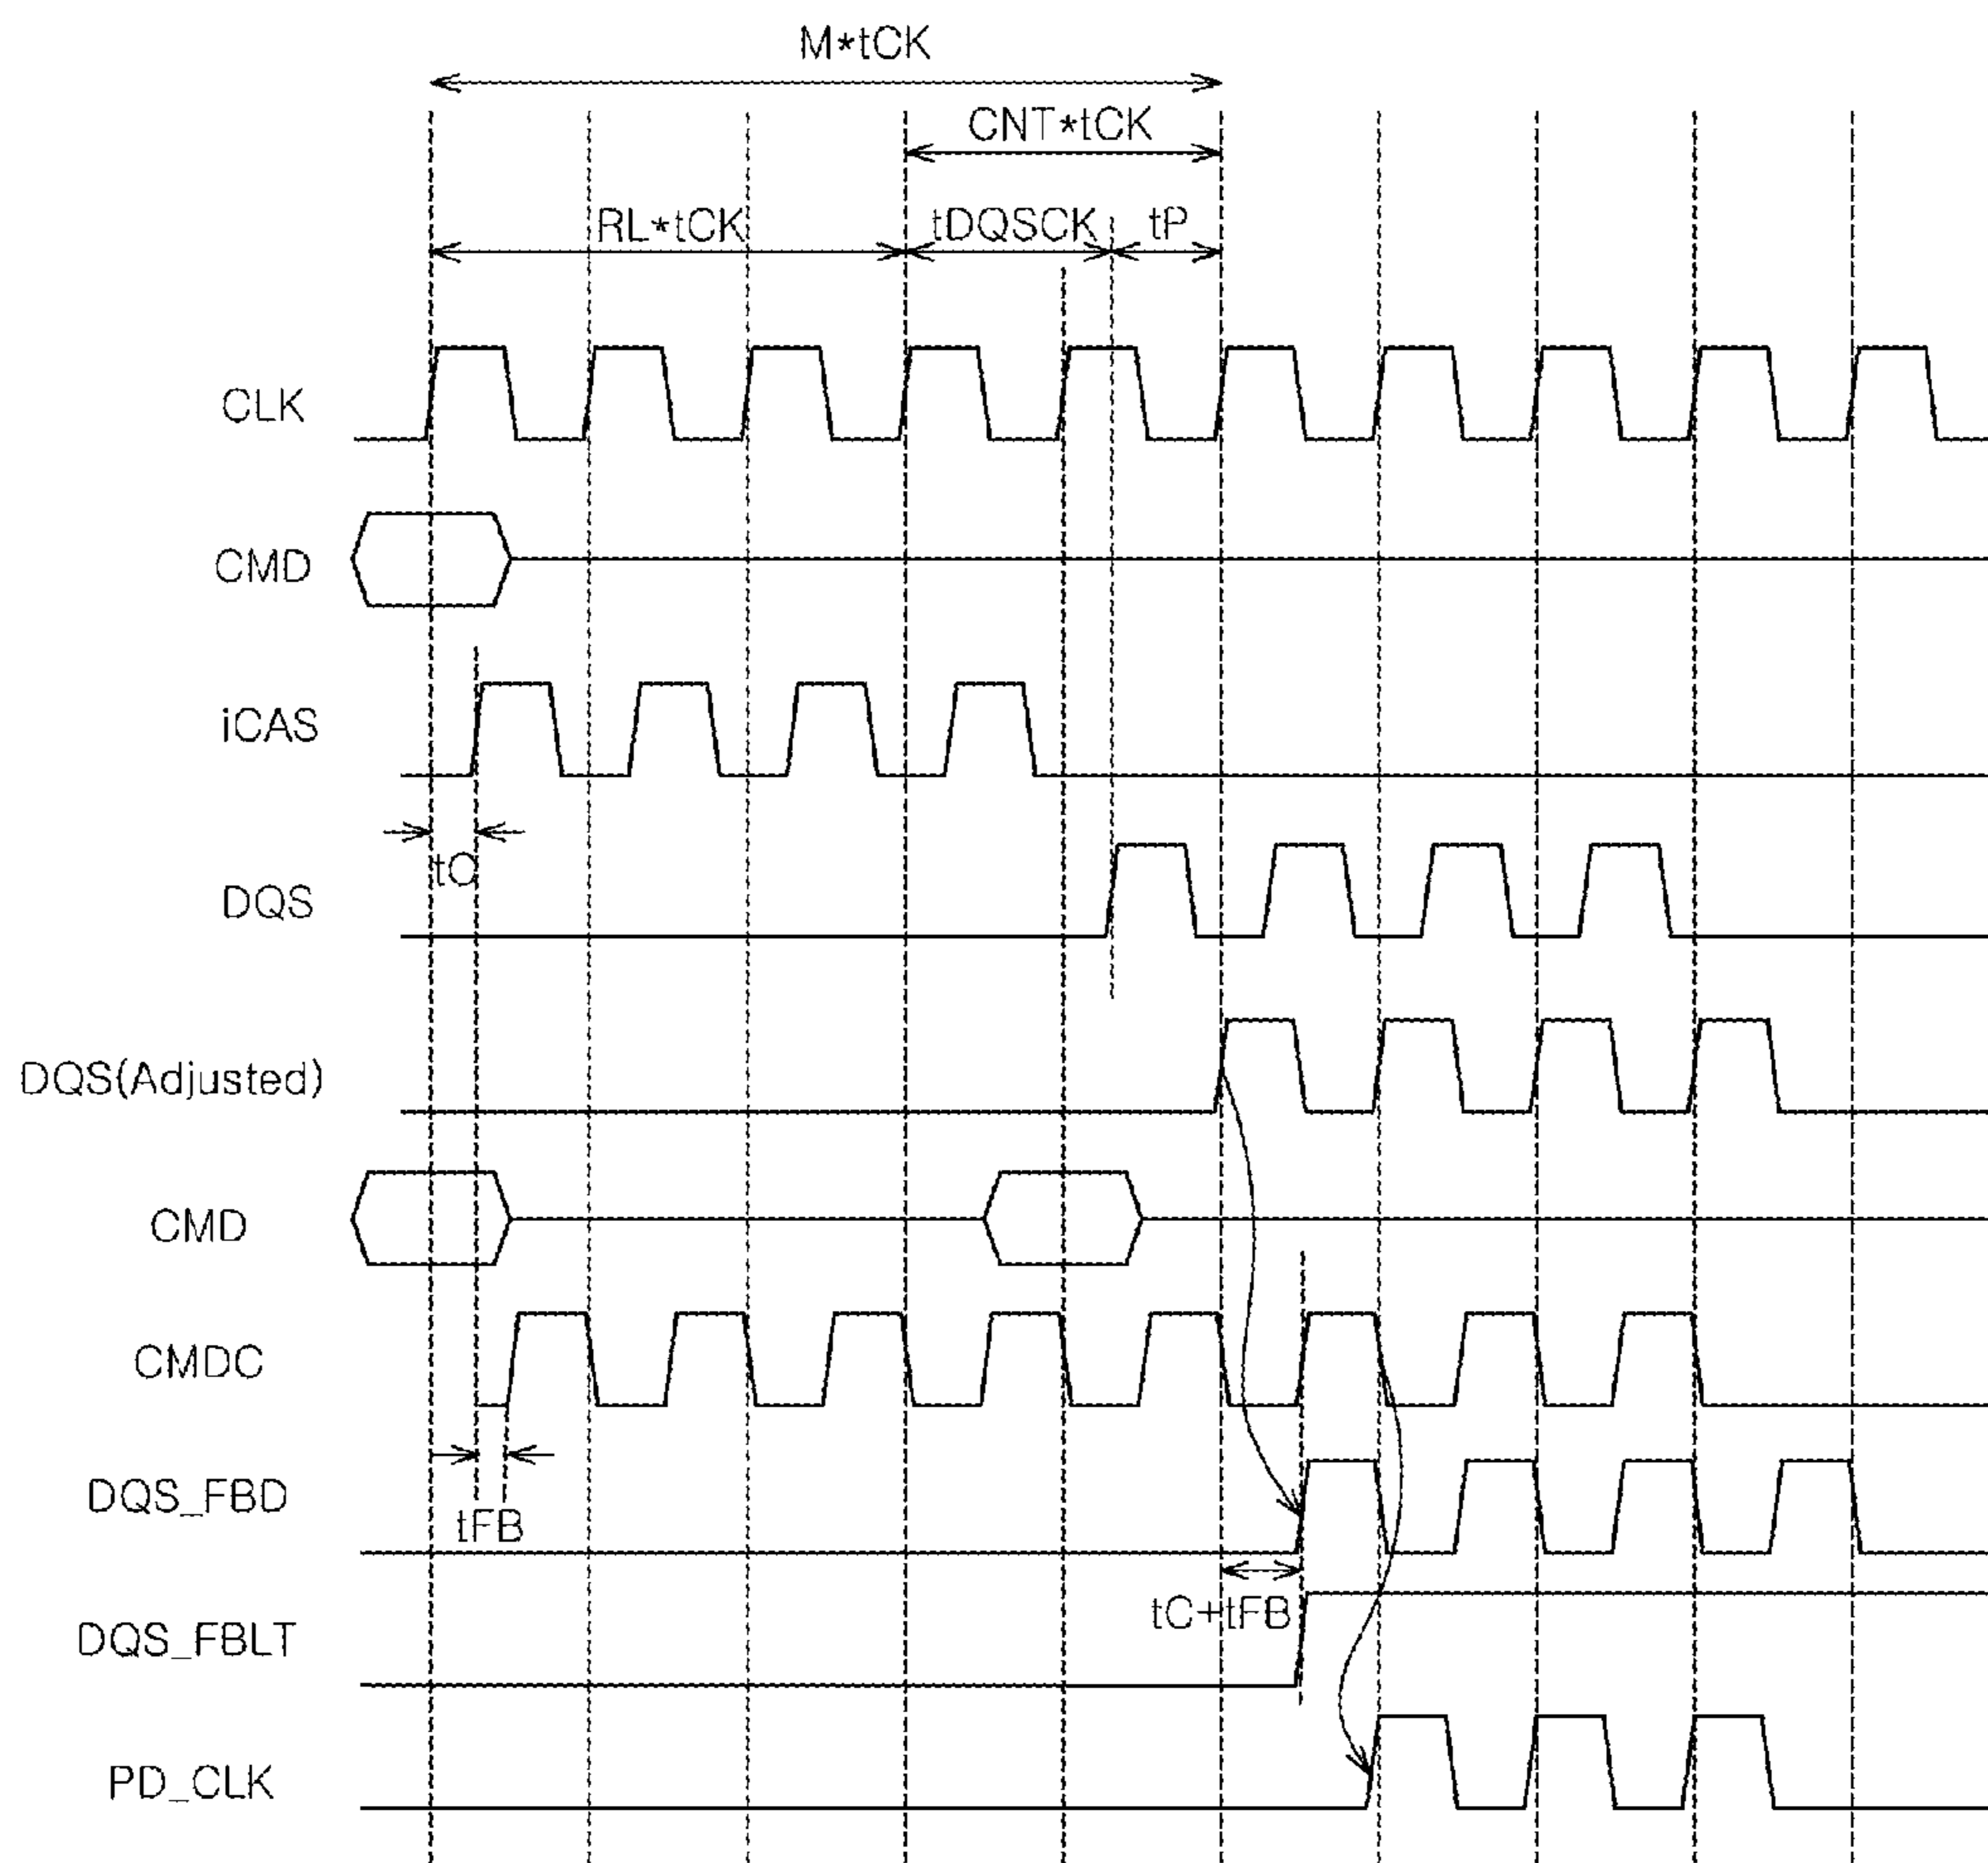 M*tCK
CNT*tCK
RL*tCK
tDQSCK
tP
CLK
CMD
iCAS
tC
DQS
DQS(Adjusted)
CMD
CMDC
tFB
DQS_FBD
tC+tFB
DQS_FBLT
PD_CLK